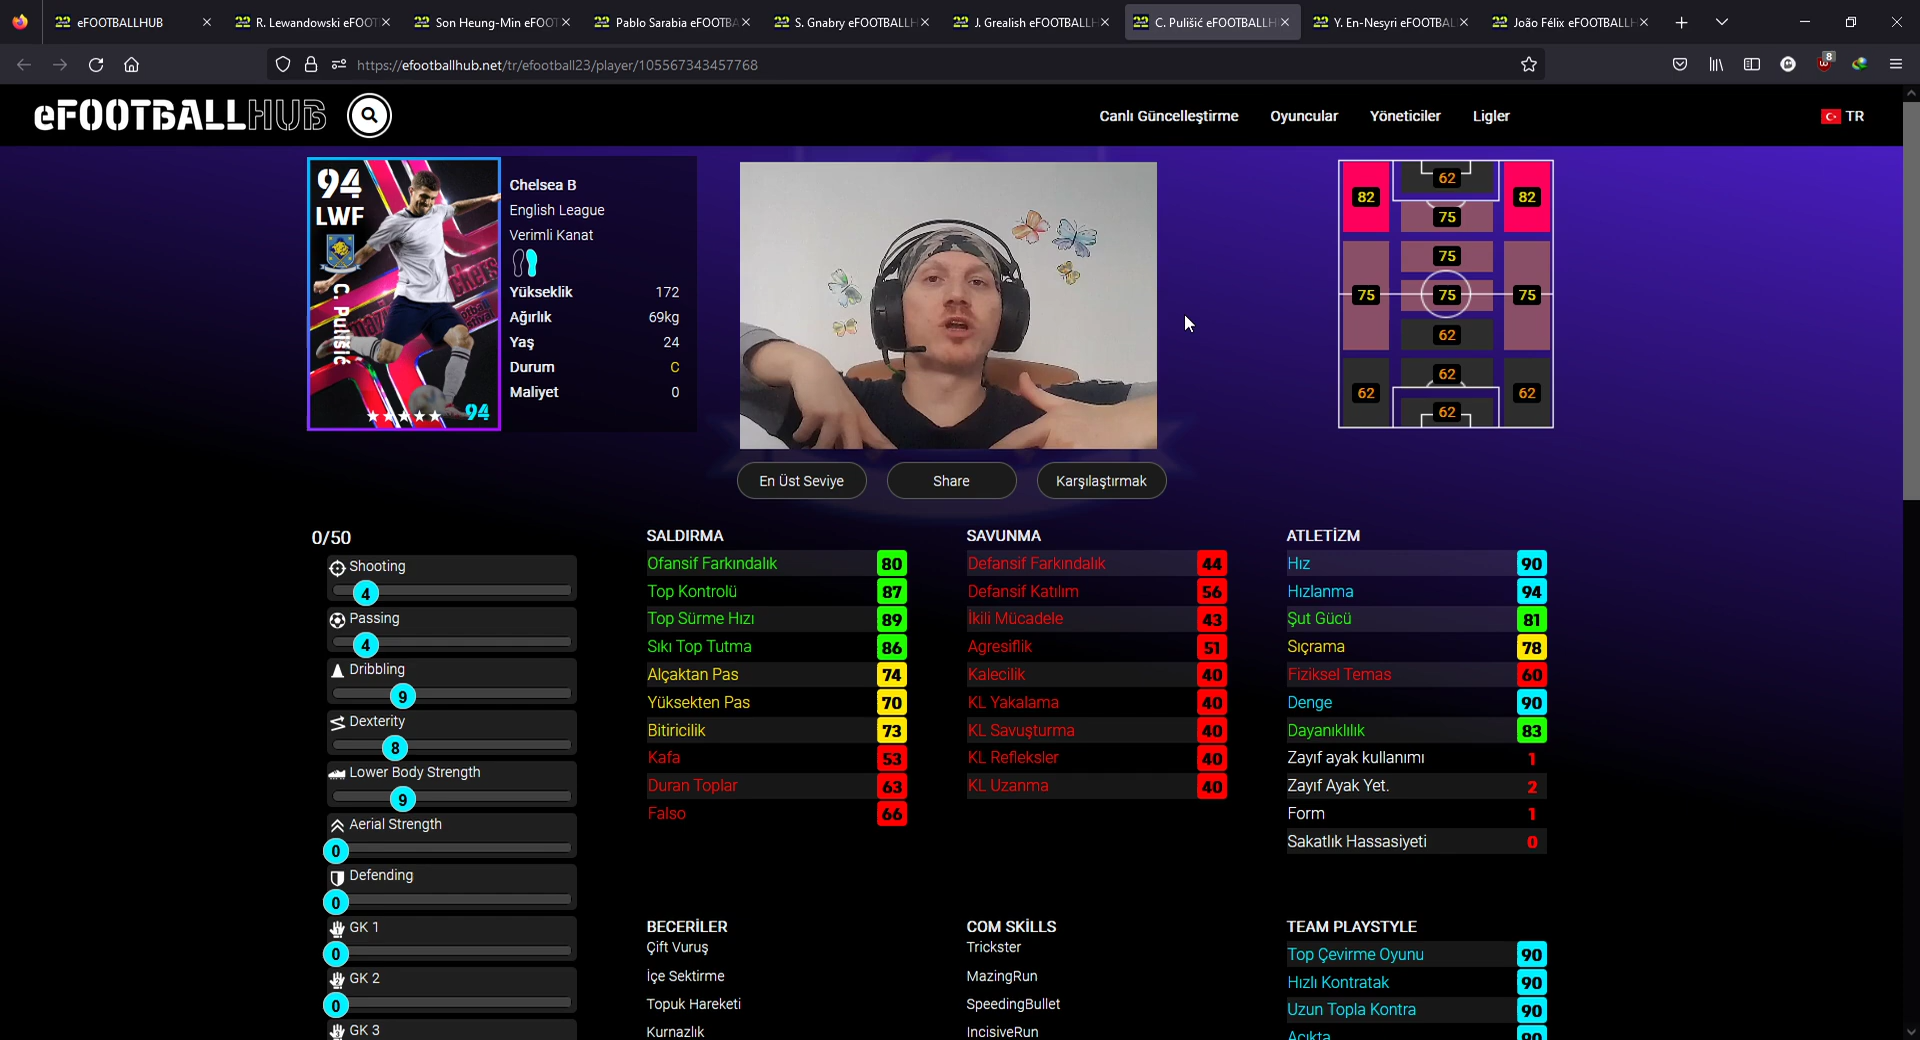 eFOOTBALLHUB
R. Lewandowski eFOOT
Son Heung-Min eFOOT
Pablo Sarabia eFOOTBA
S. Gnabry eFOOTBALLH
J. Grealish eFOOTBALLH
C. Pulišić eFOOTBALLH
Y. En-Nesyri eFOOTBAL
João Félix eFOOTBALLH
https://efootballhub.net/tr/efootball23/player/105567343457768
8
eFOOTBALLHUB
Canlı Güncelleştirme
Oyuncular
Yöneticiler
Ligler
TR
94
LWF
C. Pulišić
94
Chelsea B
English League
Verimli Kanat
Yükseklik 172
Ağırlık 69kg
Yaş 24
Durum C
Maliyet 0
62
82 82
75
75
75 75 75
62
62
62 62
62
En Üst Seviye
Share
Karşılaştırmak
0/50
Shooting
4
Passing
4
Dribbling
9
Dexterity
8
Lower Body Strength
9
Aerial Strength
0
Defending
0
GK 1
0
GK 2
0
GK 3
SALDIRMA
Ofansif Farkındalık 80
Top Kontrolü 87
Top Sürme Hızı 89
Sıkı Top Tutma 86
Alçaktan Pas 74
Yüksekten Pas 70
Bitiricilik 73
Kafa 53
Duran Toplar 63
Falso 66
SAVUNMA
Defansif Farkındalık 44
Defansif Katılım 56
İkili Mücadele 43
Agresiflik 51
Kalecilik 40
KL Yakalama 40
KL Savuşturma 40
KL Refleksler 40
KL Uzanma 40
ATLETİZM
Hız 90
Hızlanma 94
Şut Gücü 81
Sıçrama 78
Fiziksel Temas 60
Denge 90
Dayanıklılık 83
Zayıf ayak kullanımı 1
Zayıf Ayak Yet. 2
Form 1
Sakatlık Hassasiyeti 0
BECERİLER
Çift Vuruş
İçe Sektirme
Topuk Hareketi
Kurnazlık
COM SKİLLS
Trickster
MazingRun
SpeedingBullet
IncisiveRun
TEAM PLAYSTYLE
Top Çevirme Oyunu 90
Hızlı Kontratak 90
Uzun Topla Kontra 90
Açıkta 90